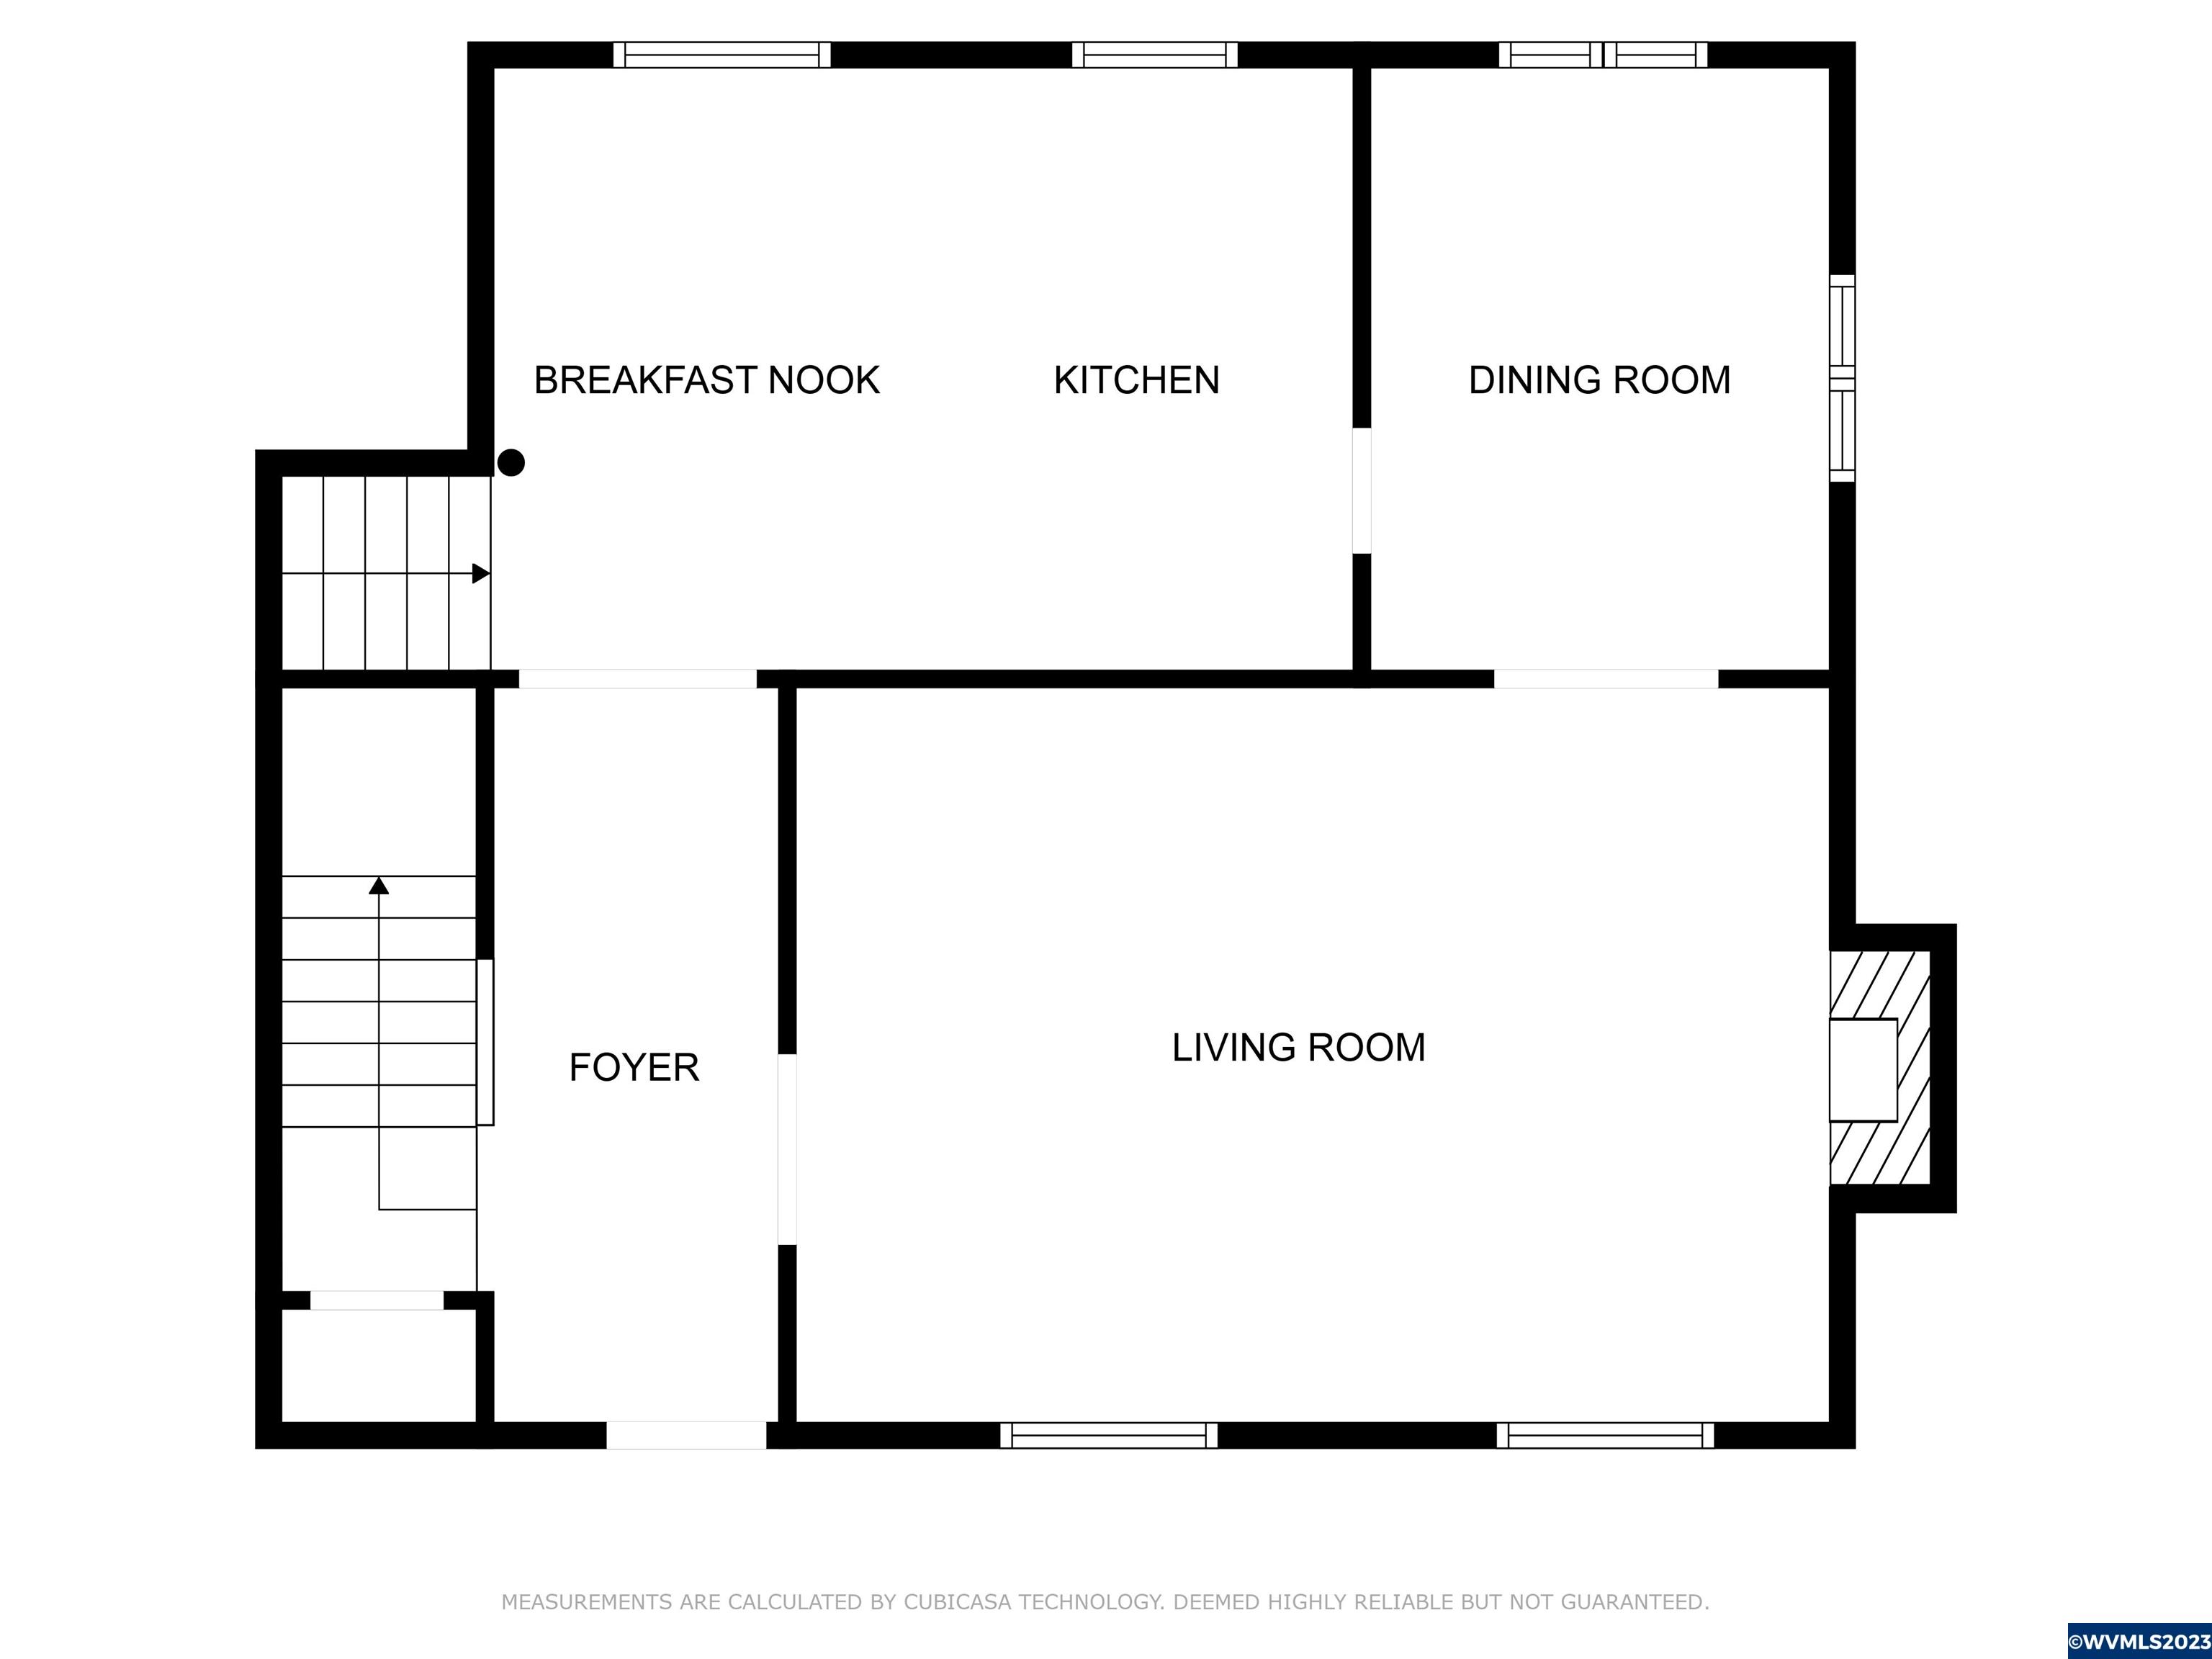 BREAKFAST NOOK
KITCHEN
DINING ROOM
FOYER
LIVING ROOM
MEASUREMENTS ARE CALCULATED BY CUBICASA TECHNOLOGY. DEEMED HIGHLY RELIABLE BUT NOT GUARANTEED.
©WVMLS2023